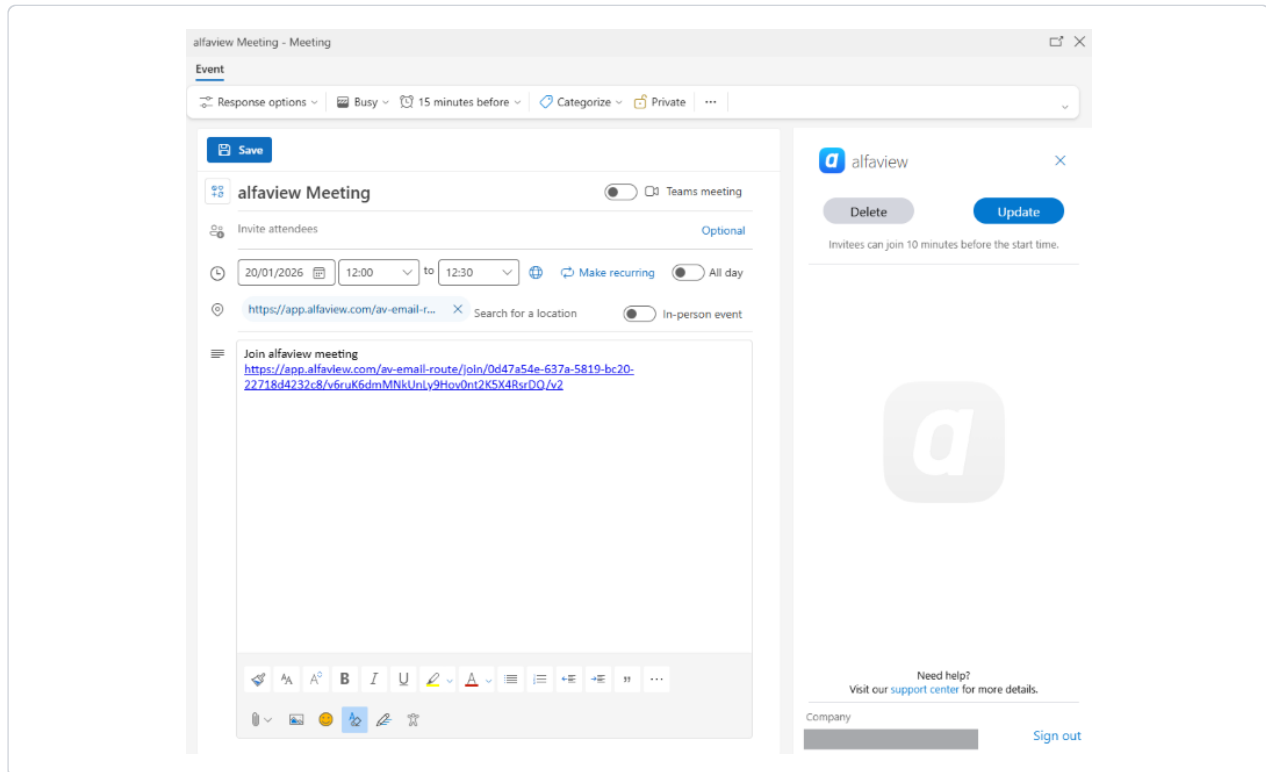 alfaview Meeting - Meeting
Event
Response options
Busy
15 minutes before
Categorize
Private
Save
alfaview Meeting
Teams meeting
Invite attendees
Optional
20/01/2026
12:00
to
12:30
Make recurring
All day
https://app.alfaview.com/av-email-r...
Search for a location
In-person event
Join alfaview meeting
https://app.alfaview.com/av-email-route/join/0d47a54e-637a-5819-bc20-
22718d4232c8/v6ruK6dmMNkUnLy9Hov0nt2K5X4RsrDQ/v2
alfaview
Delete
Update
Invitees can join 10 minutes before the start time.
Need help?
Visit our support center for more details.
Company
Sign out